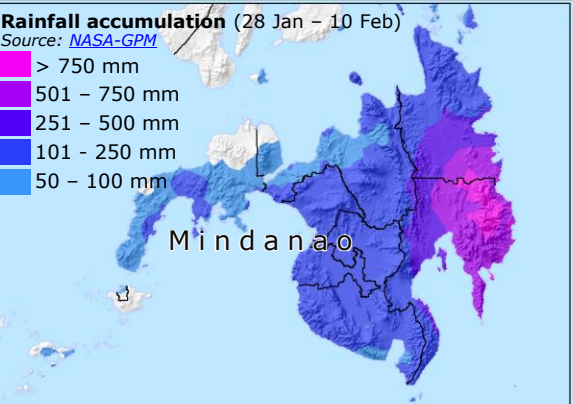 Rainfall accumulation (28 Jan – 10 Feb)
Source: NASA-GPM
> 750 mm
501 – 750 mm
251 – 500 mm
101 - 250 mm
50 – 100 mm
Mindanao